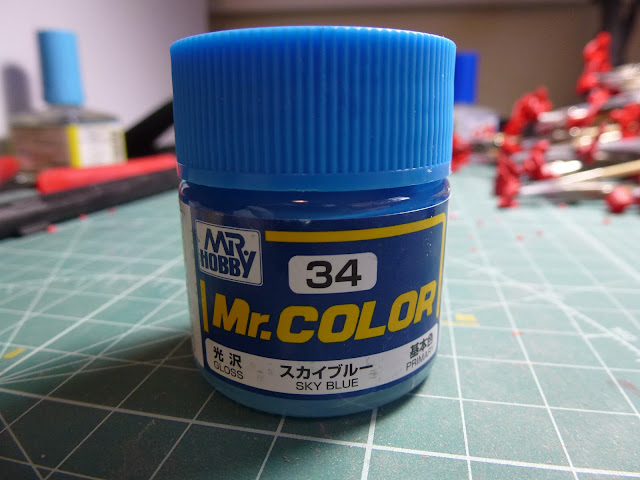 MR.
HOBBY
34
Mr.COLOR
光沢 スカイブルー 基本色
GLOSS SKY BLUE PRIMARY